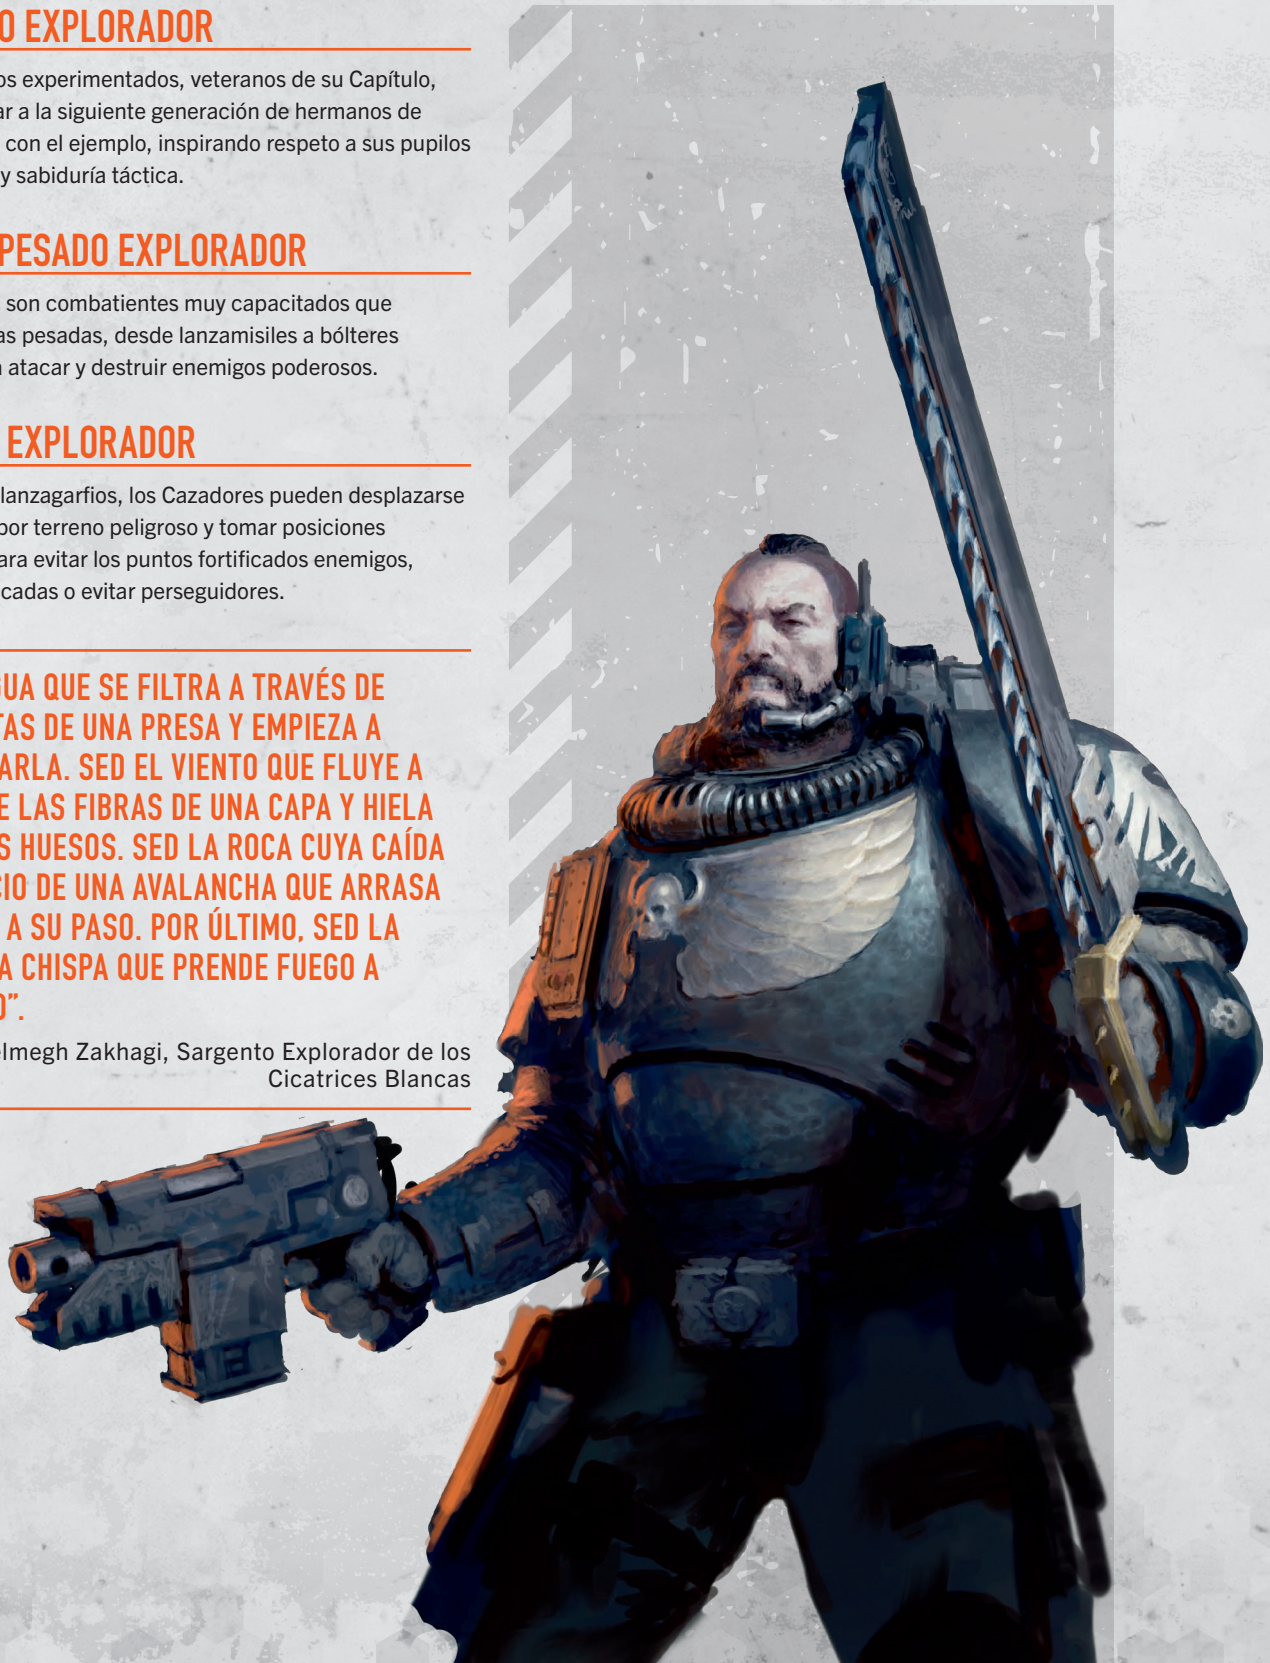 O EXPLORADOR
os experimentados, veteranos de su Capítulo,
ar a la siguiente generación de hermanos de
con el ejemplo, inspirando respeto a sus pupilos
y sabiduría táctica.
PESADO EXPLORADOR
son combatientes muy capacitados que
as pesadas, desde lanzamisiles a bólteres
a atacar y destruir enemigos poderosos.
EXPLORADOR
lanzagarfios, los Cazadores pueden desplazarse
por terreno peligroso y tomar posiciones
ara evitar los puntos fortificados enemigos,
cadas o evitar perseguidores.
GUA QUE SE FILTRA A TRAVÉS DE
TAS DE UNA PRESA Y EMPIEZA A
ARLA. SED EL VIENTO QUE FLUYE A
E LAS FIBRAS DE UNA CAPA Y HIELA
S HUESOS. SED LA ROCA CUYA CAÍDA
CIO DE UNA AVALANCHA QUE ARRASA
A SU PASO. POR ÚLTIMO, SED LA
A CHISPA QUE PRENDE FUEGO A
O”.
elmegh Zakhagi, Sargento Explorador de los
Cicatrices Blancas